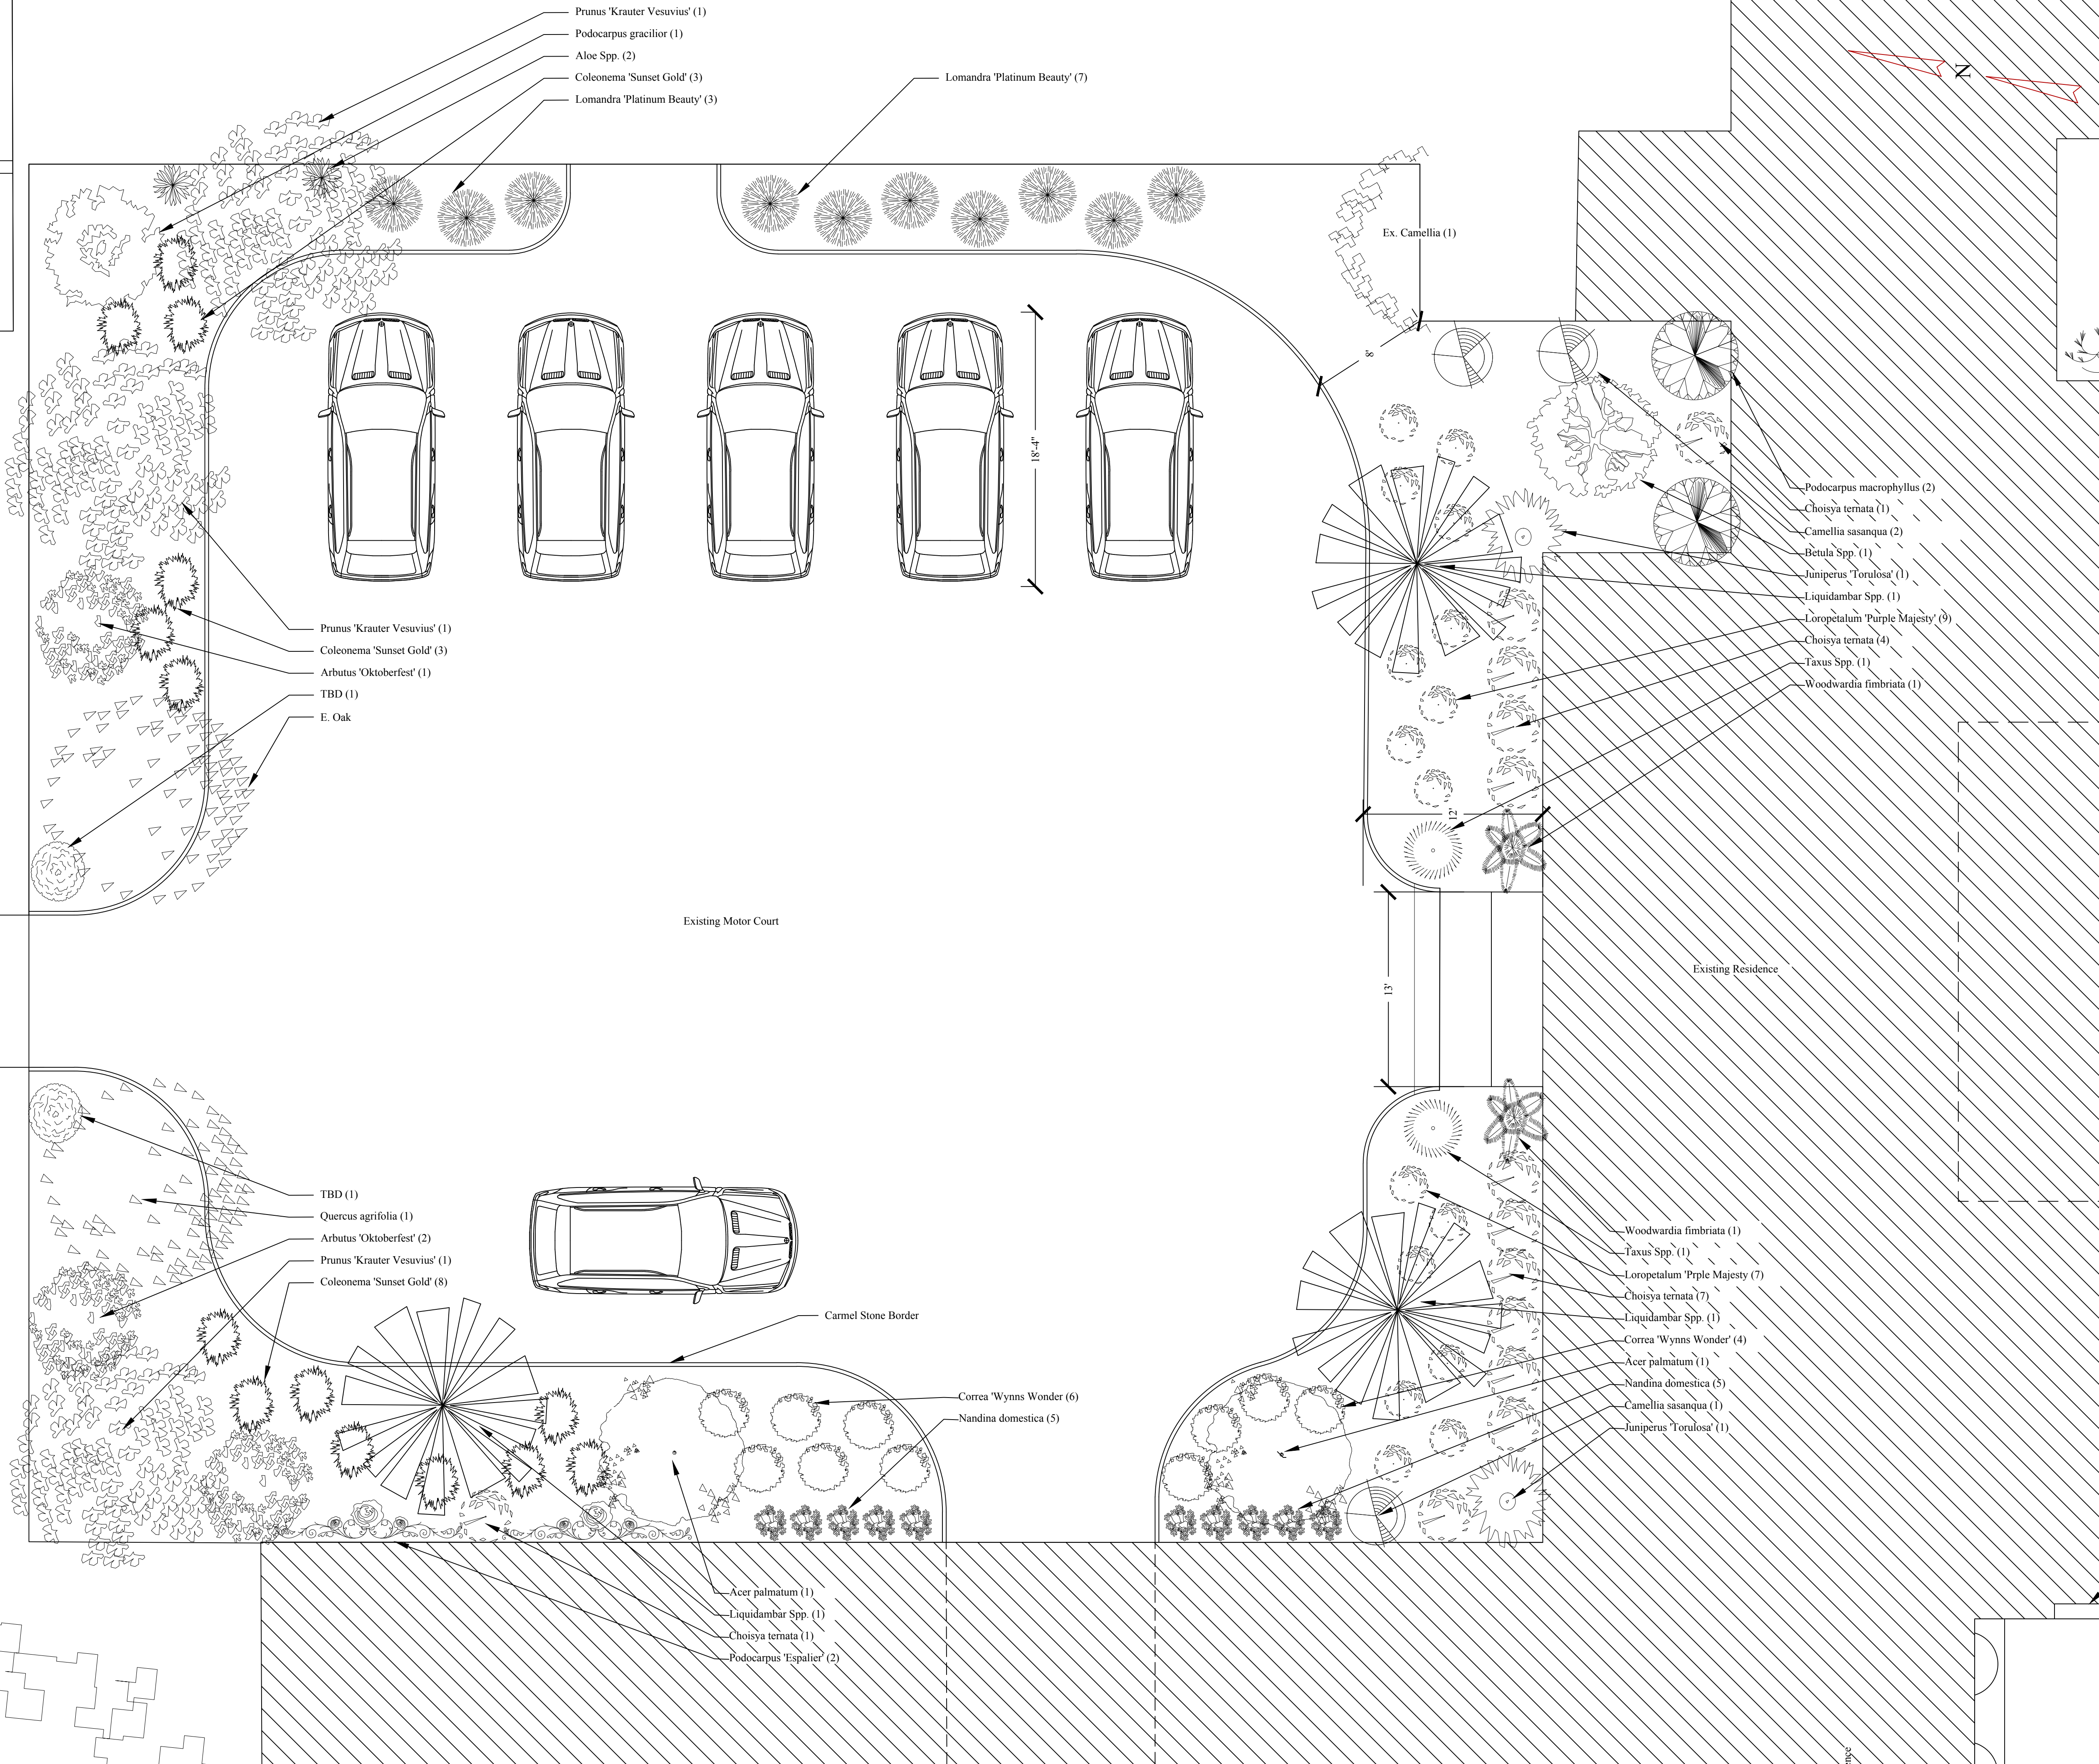 Prunus 'Krauter Vesuvius' (1)
Podocarpus gracilior (1)
Aloe Spp. (2)
Coleonema 'Sunset Gold' (3)
Lomandra 'Platinum Beauty' (3)
Lomandra 'Platinum Beauty' (7)
N
Ex. Camellia (1)
8'
18'-4"
Podocarpus macrophyllus (2)
Choisya ternata (1)
Camellia sasanqua (2)
Betula Spp. (1)
Juniperus 'Torulosa' (1)
Liquidambar Spp. (1)
Loropetalum 'Purple Majesty' (9)
Choisya ternata (4)
Taxus Spp. (1)
Woodwardia fimbriata (1)
Prunus 'Krauter Vesuvius' (1)
Coleonema 'Sunset Gold' (3)
Arbutus 'Oktoberfest' (1)
TBD (1)
E. Oak
12'
Existing Motor Court
13'
Existing Residence
TBD (1)
Quercus agrifolia (1)
Arbutus 'Oktoberfest' (2)
Prunus 'Krauter Vesuvius' (1)
Coleonema 'Sunset Gold' (8)
Carmel Stone Border
Correa 'Wynns Wonder (6)
Nandina domestica (5)
Woodwardia fimbriata (1)
Taxus Spp. (1)
Loropetalum 'Prple Majesty (7)
Choisya ternata (7)
Liquidambar Spp. (1)
Correa 'Wynns Wonder' (4)
Acer palmatum (1)
Nandina domestica (5)
Camellia sasanqua (1)
Juniperus 'Torulosa' (1)
Acer palmatum (1)
Liquidambar Spp. (1)
Choisya ternata (1)
Podocarpus 'Espalier' (2)
nce